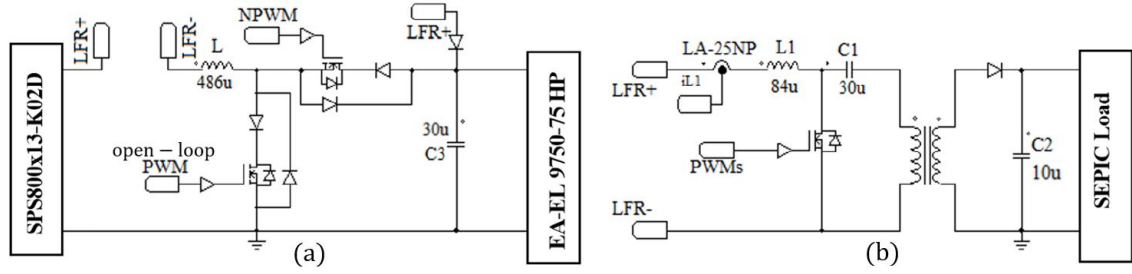 SPS800x13-K02D
LFR+
LFR-
L
486u
NPWM
LFR+
open – loop
PWM
30u
C3
EA-EL 9750-75 HP
(a)
LFR+
LA-25NP
iL1
L1
84u
C1
30u
PWMs
LFR-
C2
10u
SEPIC Load
(b)